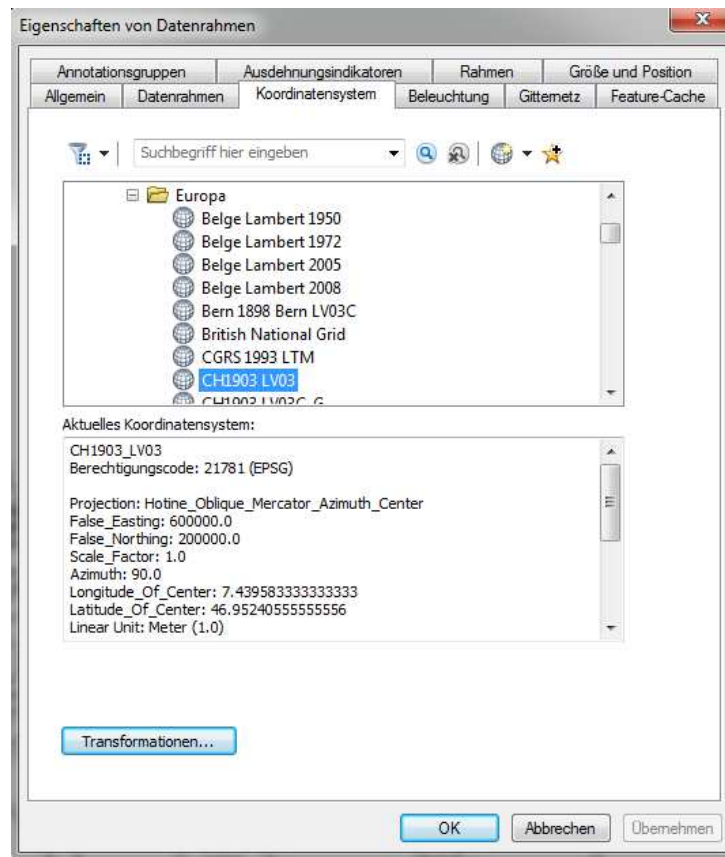 Eigenschaften von Datenrahmen
Annotationsgruppen Ausdehnungsindikatoren Rahmen Größe und Position
Allgemein Datenrahmen Koordinatensystem Beleuchtung Gitternetz Feature-Cache
Suchbegriff hier eingeben
Europa
Belge Lambert 1950
Belge Lambert 1972
Belge Lambert 2005
Belge Lambert 2008
Bern 1898 Bern LV03C
British National Grid
CGRS 1993 LTM
CH1903 LV03
CH1903 LV03C_G
Aktuelles Koordinatensystem:
CH1903_LV03
Berechtigungscode: 21781 (EPSG)
Projection: Hotine_Oblique_Mercator_Azimuth_Center
False_Easting: 600000.0
False_Northing: 200000.0
Scale_Factor: 1.0
Azimuth: 90.0
Longitude_Of_Center: 7.439583333333333
Latitude_Of_Center: 46.95240555555556
Linear Unit: Meter (1.0)
Transformationen...
OK Abbrechen Übernehmen